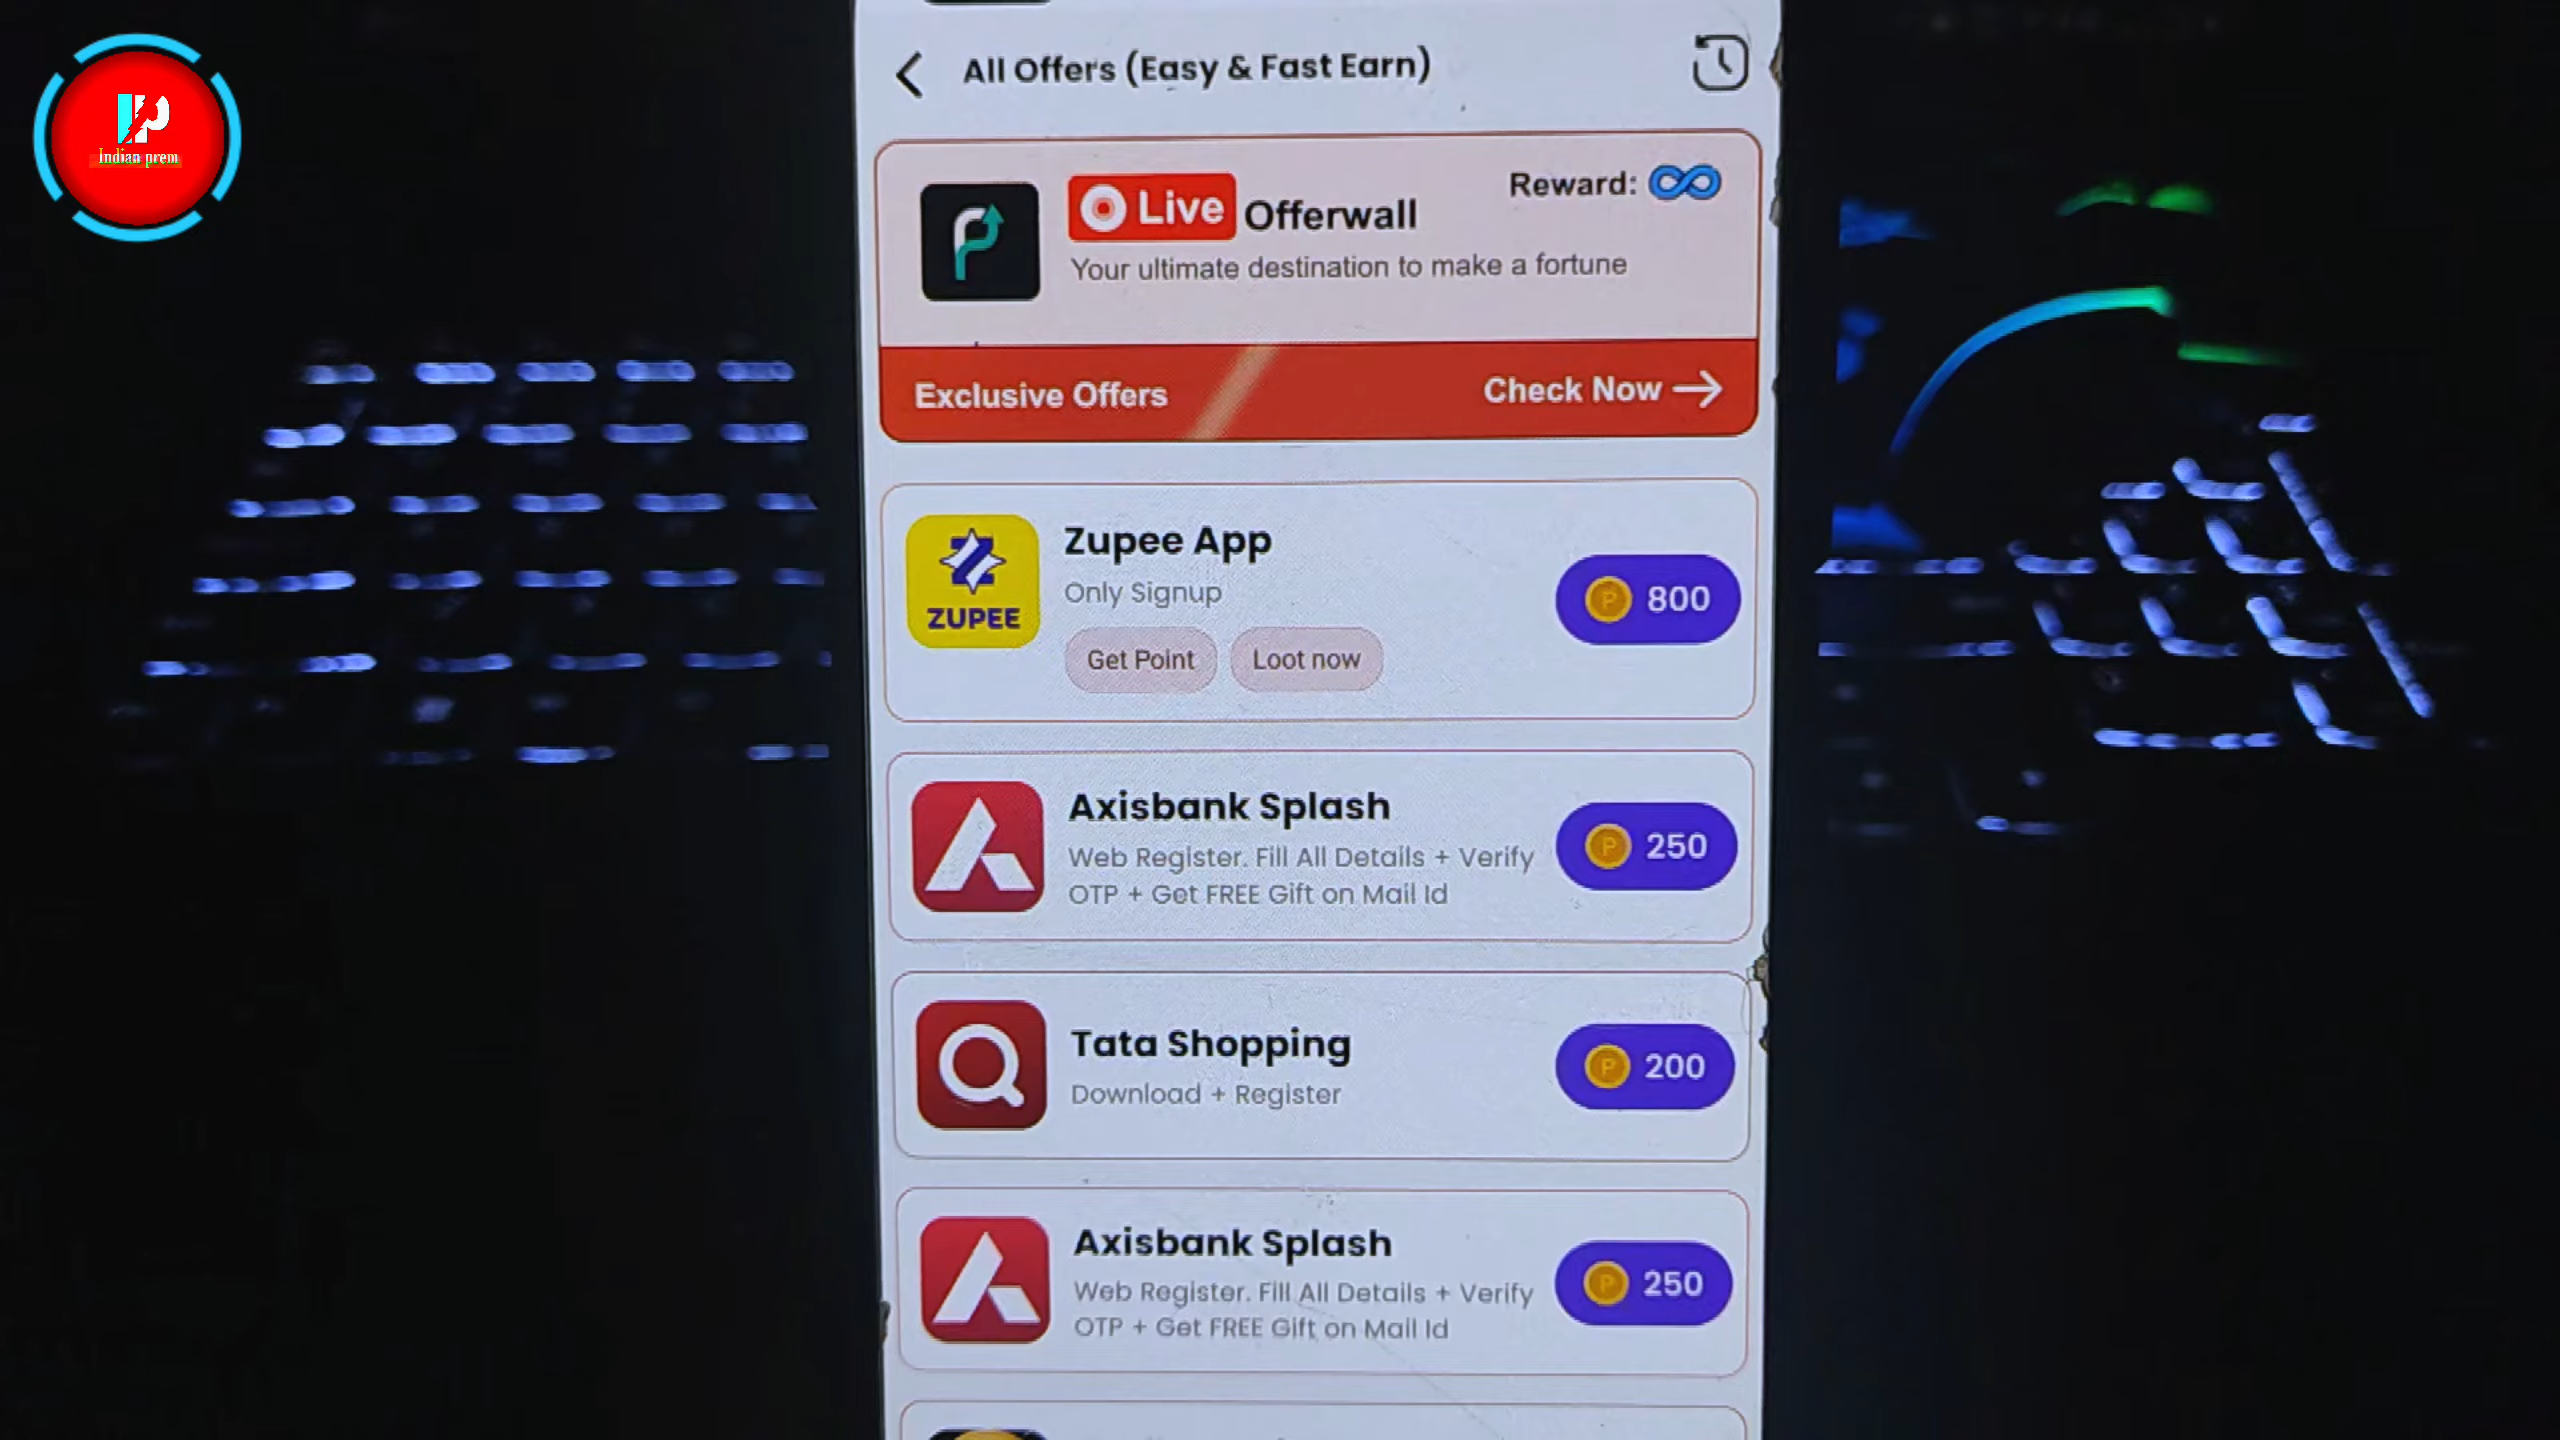 Indian prem
All Offers (Easy & Fast Earn)
Live Offerwall
Reward:
Your ultimate destination to make a fortune
Exclusive Offers
Check Now
Zupee App
Only Signup
ZUPEE
Get Point
Loot now
P 800
Axisbank Splash
Web Register. Fill All Details + Verify
OTP + Get FREE Gift on Mail Id
P 250
Tata Shopping
Download + Register
P 200
Axisbank Splash
Web Register. Fill All Details + Verify
OTP + Get FREE Gift on Mail Id
P 250